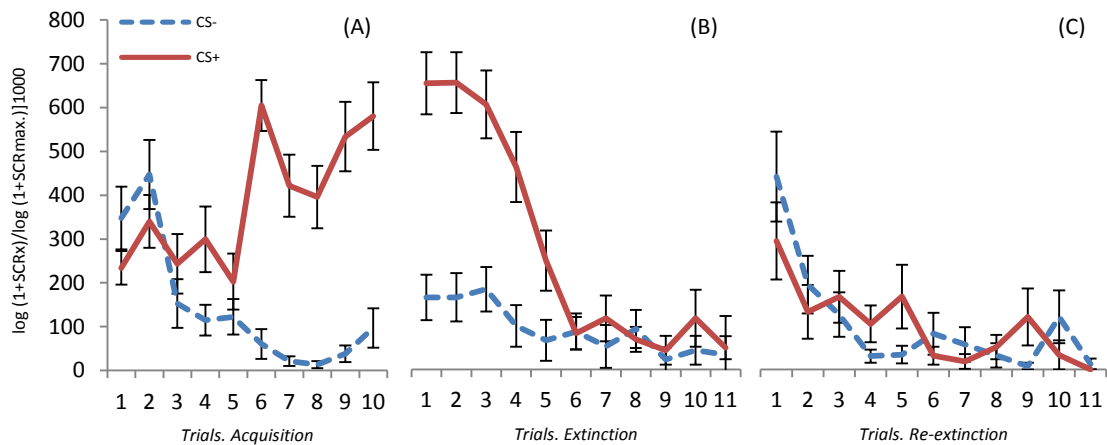 800
700
600
500
400
300
200
100
0
log (1+SCRx)/log (1+SCRmax.)]1000
CS-
CS+
(A)
(B)
(C)
1 2 3 4 5 6 7 8 9 10
1 2 3 4 5 6 7 8 9 10 11
1 2 3 4 5 6 7 8 9 10 11
Trials. Acquisition
Trials. Extinction
Trials. Re-extinction